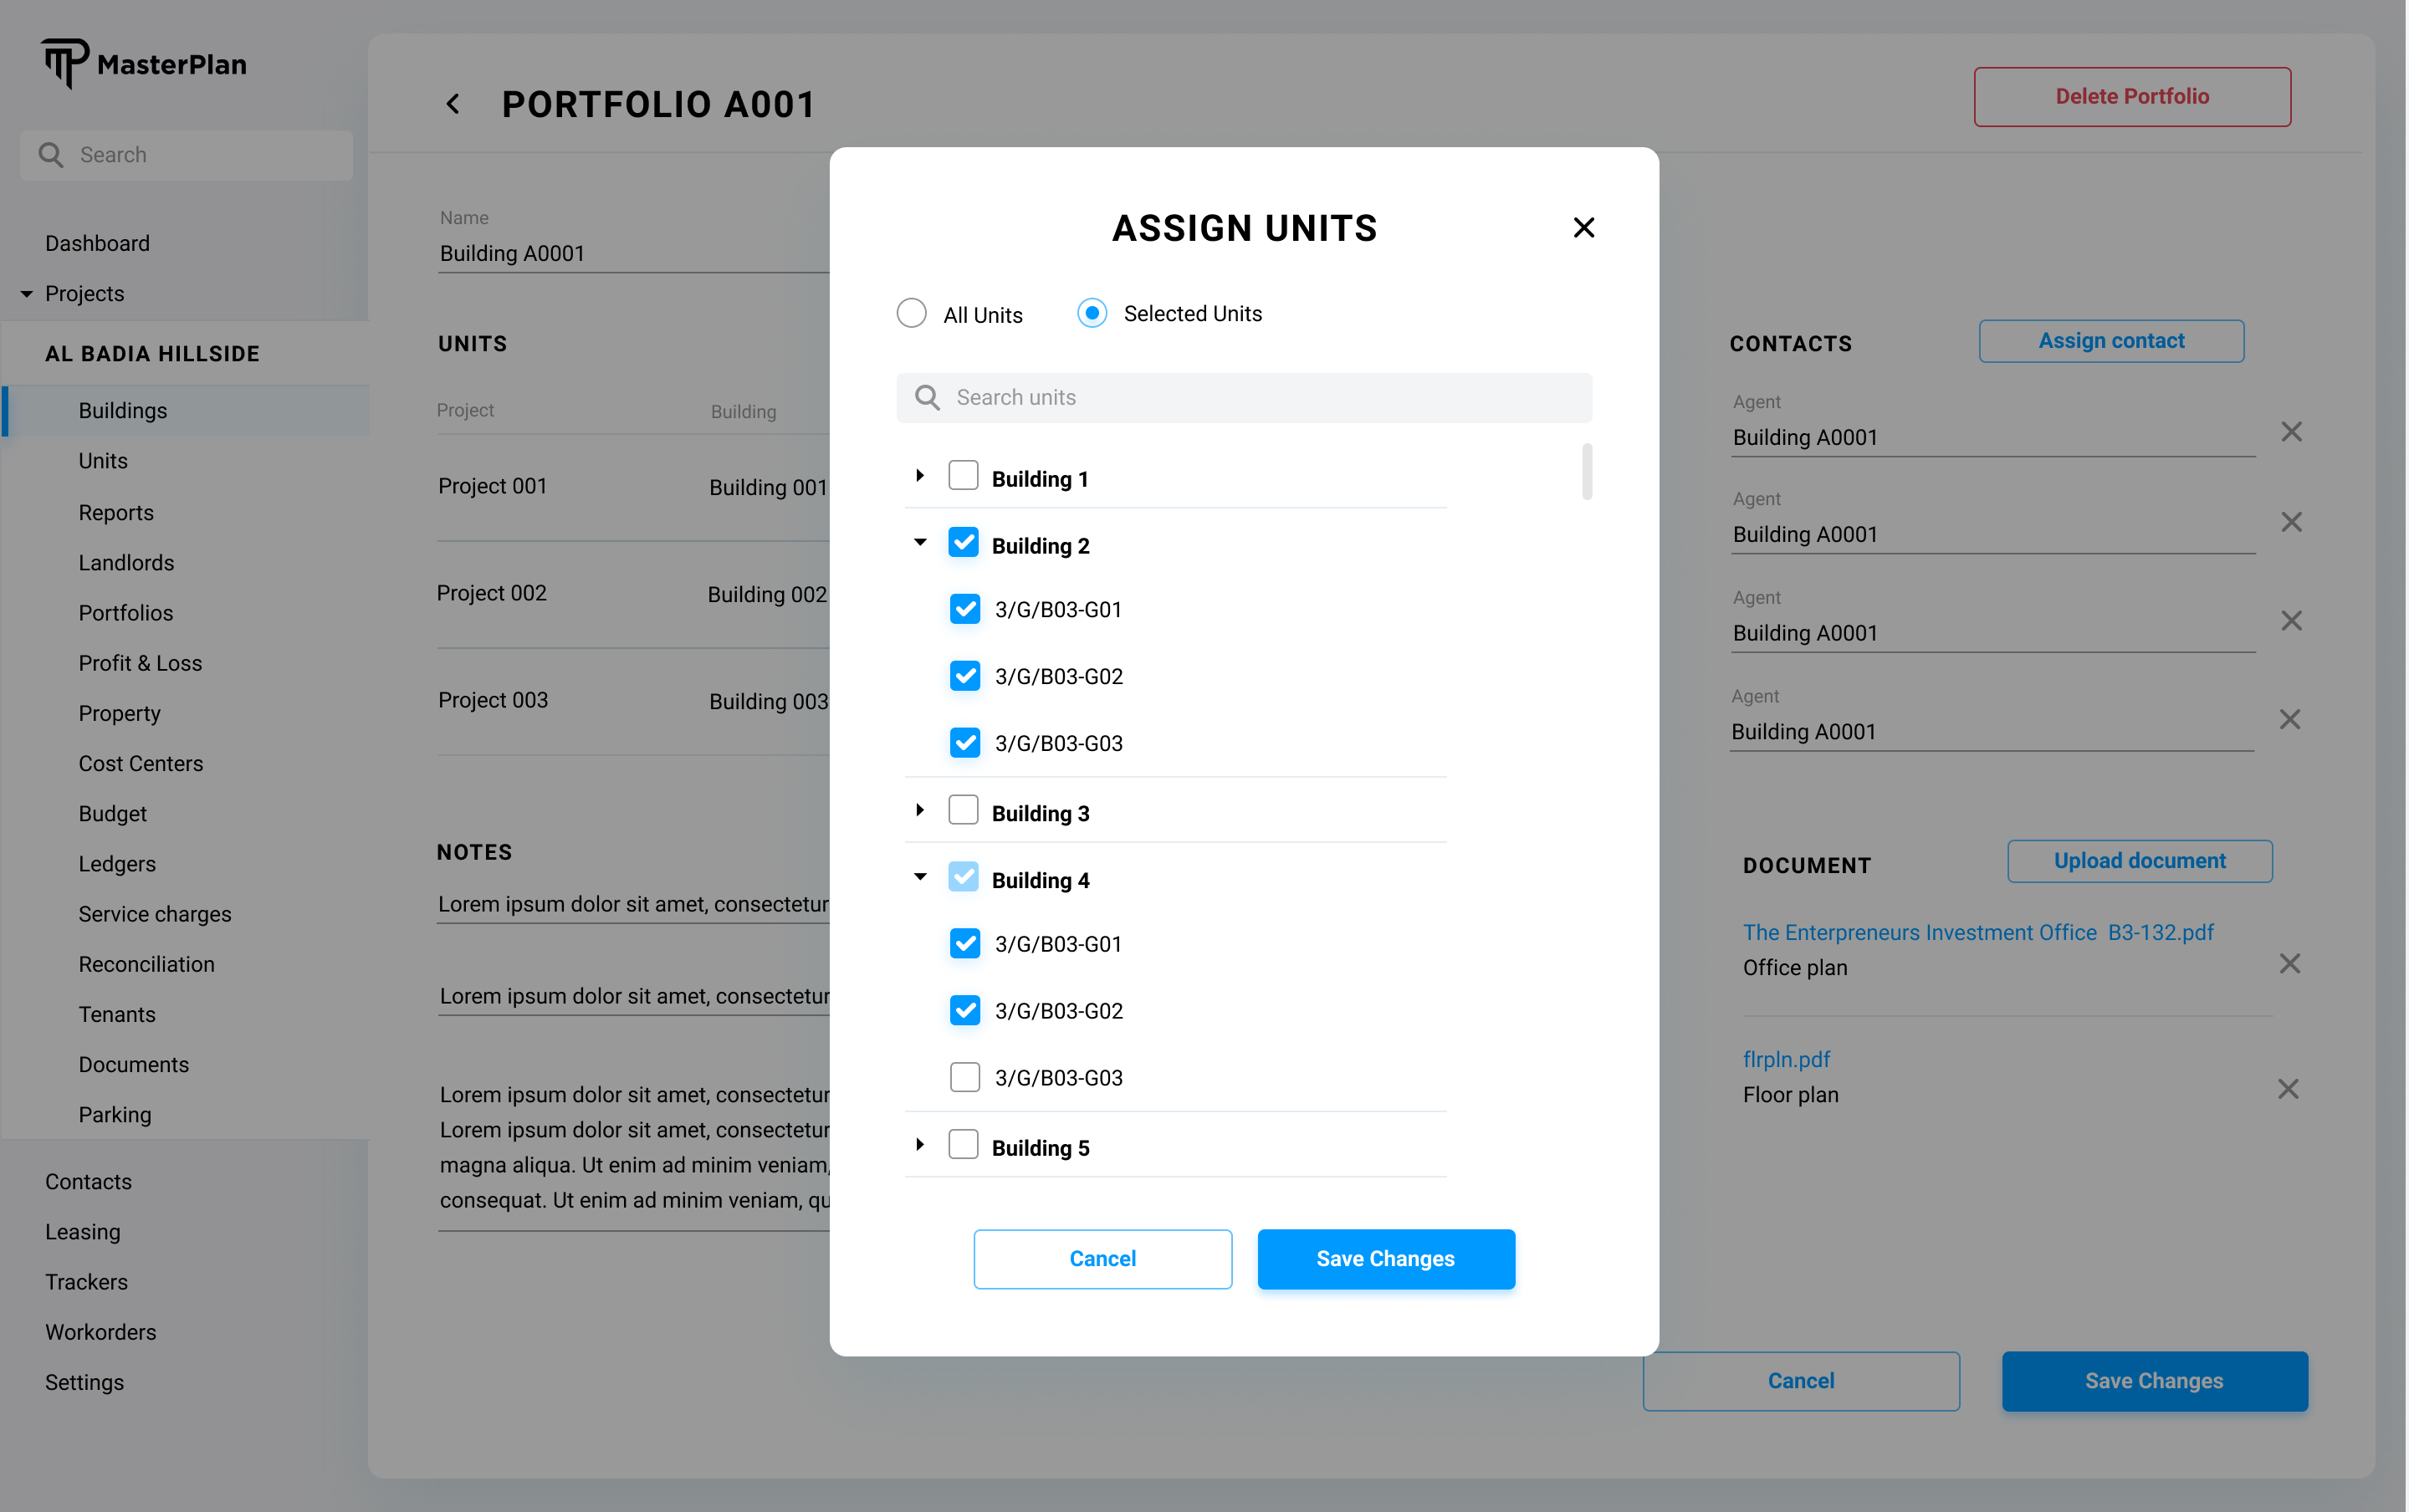 MasterPlan
Search
Dashboard
Projects
AL BADIA HILLSIDE
Buildings
Units
Reports
Landlords
Portfolios
Profit & Loss
Property
Cost Centers
Budget
Ledgers
Service charges
Reconciliation
Tenants
Documents
Parking
Contacts
Leasing
Trackers
Workorders
Settings
PORTFOLIO A001
Delete Portfolio
Name
Building A0001
UNITS
Project Building
Project 001 Building 001
Project 002 Building 002
Project 003 Building 003
NOTES
Lorem ipsum dolor sit amet, consectetur
Lorem ipsum dolor sit amet, consectetur
Lorem ipsum dolor sit amet, consectetur
Lorem ipsum dolor sit amet, consectetur
magna aliqua. Ut enim ad minim veniam,
consequat. Ut enim ad minim veniam, qu
ASSIGN UNITS
All Units Selected Units
Search units
Building 1
Building 2
3/G/B03-G01
3/G/B03-G02
3/G/B03-G03
Building 3
Building 4
3/G/B03-G01
3/G/B03-G02
3/G/B03-G03
Building 5
Cancel Save Changes
CONTACTS Assign contact
Agent
Building A0001
Agent
Building A0001
Agent
Building A0001
Agent
Building A0001
DOCUMENT Upload document
The Enterpreneurs Investment Office B3-132.pdf
Office plan
flrpln.pdf
Floor plan
Cancel Save Changes